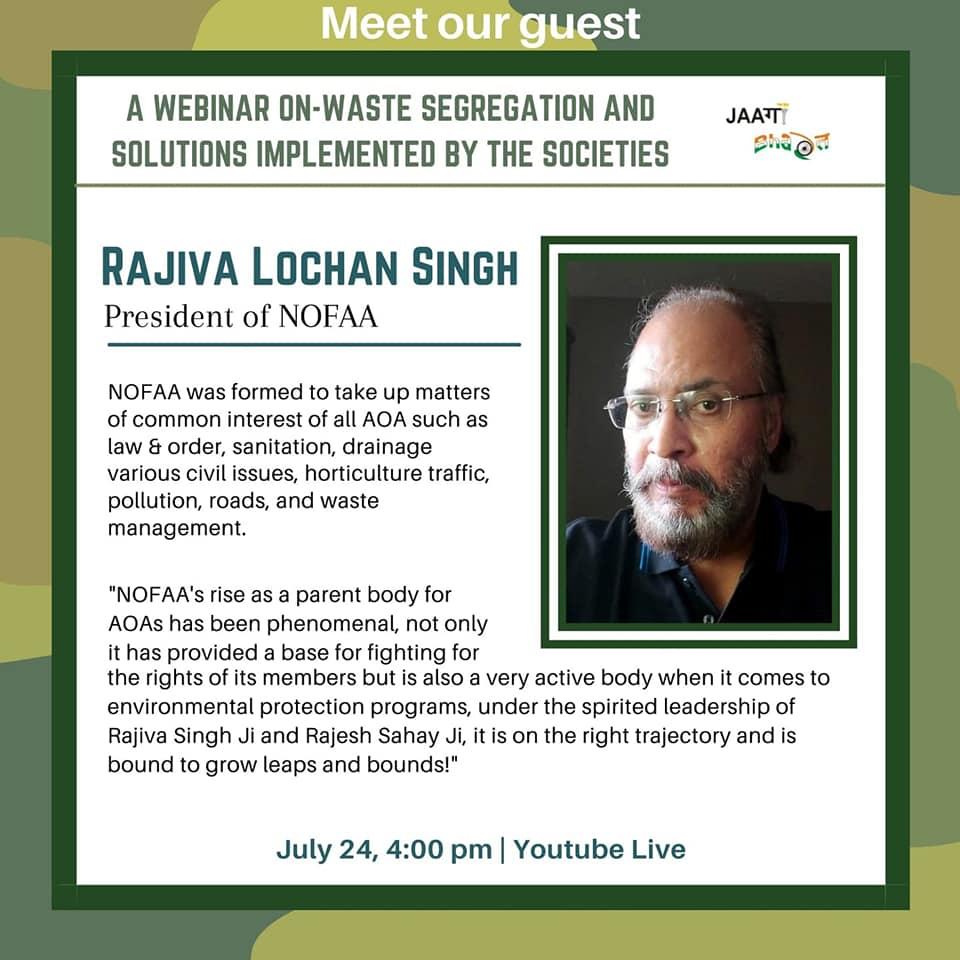 Meet our guest
A WEBINAR ON-WASTE SEGREGATION AND
SOLUTIONS IMPLEMENTED BY THE SOCIETIES
JAAगो
Bhaरत
RAJIVA LOCHAN SINGH
President of NOFAA
NOFAA was formed to take up matters
of common interest of all AOA such as
law & order, sanitation, drainage
various civil issues, horticulture traffic,
pollution, roads, and waste
management.
"NOFAA's rise as a parent body for
AOAs has been phenomenal, not only
it has provided a base for fighting for
the rights of its members but is also a very active body when it comes to
environmental protection programs, under the spirited leadership of
Rajiva Singh Ji and Rajesh Sahay Ji, it is on the right trajectory and is
bound to grow leaps and bounds!"
July 24, 4:00 pm | Youtube Live